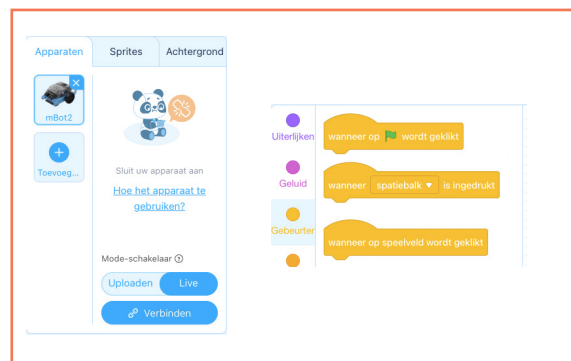 Apparaten
Sprites
Achtergrond
mBot2
Toevoeg...
Sluit uw apparaat aan
Hoe het apparaat te
gebruiken?
Mode-schakelaar
Uploaden
Live
Verbinden
Uiterlijken
Geluid
Gebeurter
wanneer op wordt geklikt
wanneer spatiebalk is ingedrukt
wanneer op speelveld wordt geklikt